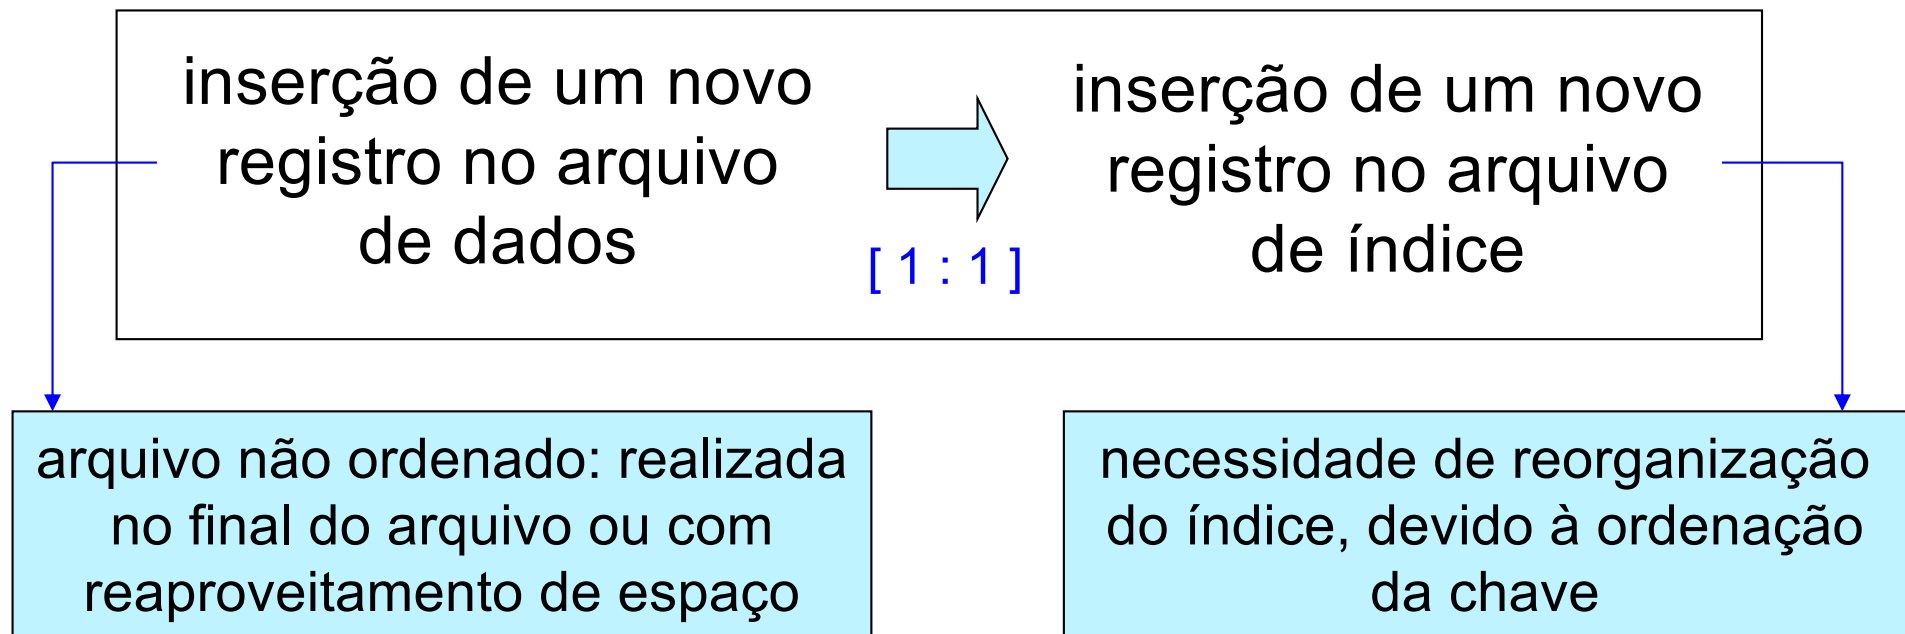 inserção de um novo
registro no arquivo
de dados
[ 1 : 1 ]
inserção de um novo
registro no arquivo
de índice
arquivo não ordenado: realizada
no final do arquivo ou com
reaproveitamento de espaço
necessidade de reorganização
do índice, devido à ordenação
da chave